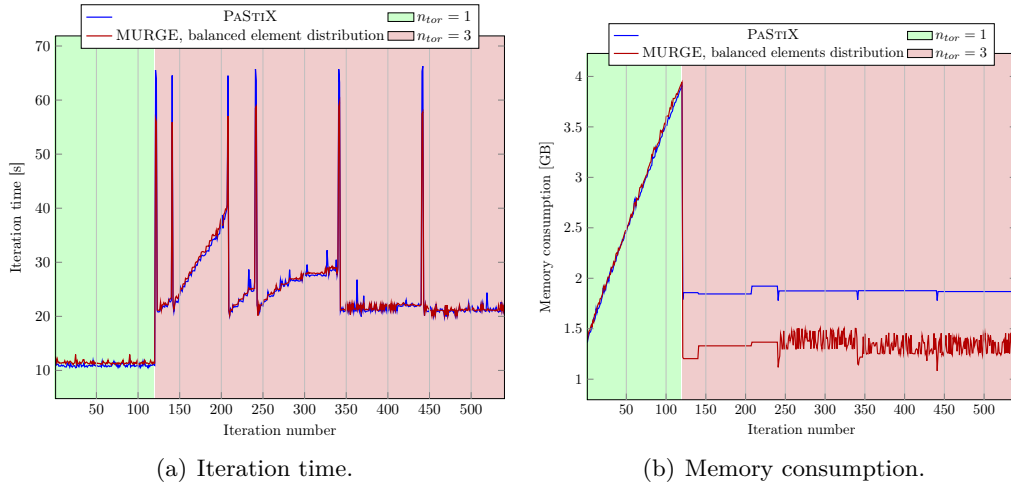 PASTIX
n_tor = 1
MURGE, balanced element distribution
n_tor = 3
70
60
50
40
30
20
10
Iteration time [s]
50 100 150 200 250 300 350 400 450 500
Iteration number
(a) Iteration time.
PASTIX
n_tor = 1
MURGE, balanced elements distribution
n_tor = 3
4
3.5
3
2.5
2
1.5
1
Memory consumption [GB]
50 100 150 200 250 300 350 400 450 500
Iteration number
(b) Memory consumption.